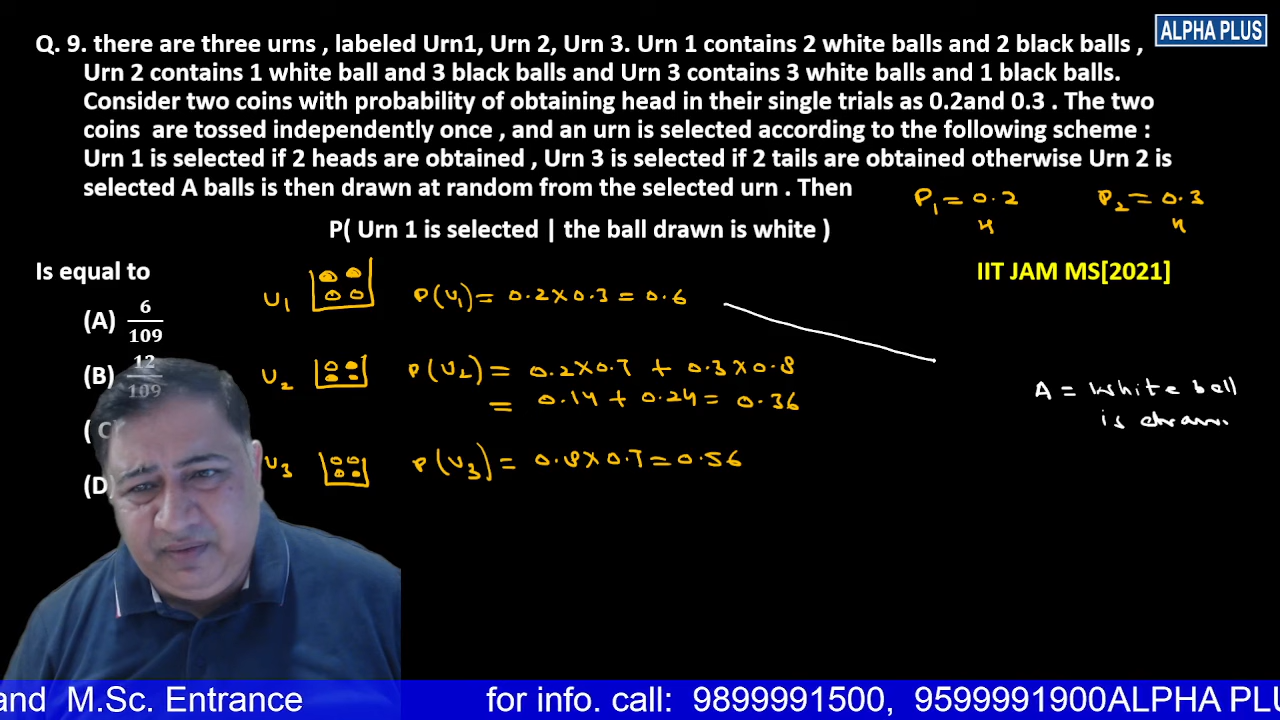 ALPHA PLUS
Q. 9. there are three urns , labeled Urn1, Urn 2, Urn 3. Urn 1 contains 2 white balls and 2 black balls ,
Urn 2 contains 1 white ball and 3 black balls and Urn 3 contains 3 white balls and 1 black balls.
Consider two coins with probability of obtaining head in their single trials as 0.2and 0.3 . The two
coins are tossed independently once , and an urn is selected according to the following scheme :
Urn 1 is selected if 2 heads are obtained , Urn 3 is selected if 2 tails are obtained otherwise Urn 2 is
selected A balls is then drawn at random from the selected urn . Then
P₁ = 0.2 P₂ = 0.3
H H
P( Urn 1 is selected | the ball drawn is white )
Is equal to
IIT JAM MS[2021]
U₁ P(U₁) = 0.2×0.3 = 0.6
(A) 6/109
(B) 12/109
U₂ P(U₂) = 0.2×0.7 + 0.3×0.8
= 0.14 + 0.24 = 0.36
A = White ball
is drawn.
(C)
U₃ P(U₃) = 0.8×0.7 = 0.56
(D)
and M.Sc. Entrance for info. call: 9899991500, 9599991900ALPHA PLU